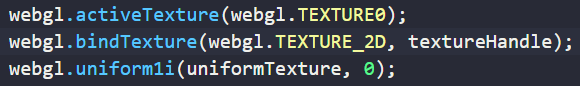 webgl.activeTexture(webgl.TEXTURE0);
webgl.bindTexture(webgl.TEXTURE_2D, textureHandle);
webgl.uniform1i(uniformTexture, 0);